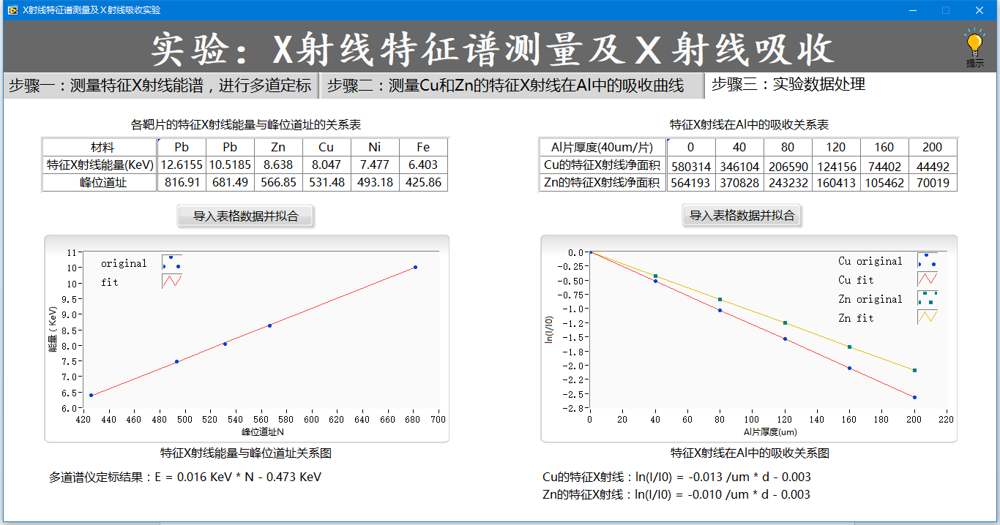 X射线特征谱测量及X射线吸收实验
实验：X射线特征谱测量及X射线吸收
提示
步骤一：测量特征X射线能谱，进行多道定标
步骤二：测量Cu和Zn的特征X射线在Al中的吸收曲线
步骤三：实验数据处理
各靶片的特征X射线能量与峰位道址的关系表
材料 Pb Pb Zn Cu Ni Fe
特征X射线能量(KeV) 12.6155 10.5185 8.638 8.047 7.477 6.403
峰位道址 816.91 681.49 566.85 531.48 493.18 425.86
导入表格数据并拟合
original
fit
能量（KeV）
11
10
10
9.5
9.0
8.5
8.0
7.5
7.0
6.5
6.0
420 440 460 480 500 520 540 560 580 600 620 640 660 680 700
峰位道址N
特征X射线能量与峰位道址关系图
多道谱仪定标结果：E = 0.016 KeV * N - 0.473 KeV
特征X射线在Al中的吸收关系表
Al片厚度(40um/片) 0 40 80 120 160 200
Cu的特征X射线净面积 580314 346104 206590 124156 74402 44492
Zn的特征X射线净面积 564193 370828 243232 160413 105462 70019
导入表格数据并拟合
Cu original
Cu fit
Zn original
Zn fit
ln(I/I0)
0.0
-0.25
-0.50
-0.75
-1.0
-1.2
-1.5
-1.8
-2.0
-2.2
-2.5
-2.8
0 20 40 60 80 100 120 140 160 180 200 220
Al片厚度(um)
特征X射线在Al中的吸收关系图
Cu的特征X射线：ln(I/I0) = -0.013 /um * d - 0.003
Zn的特征X射线：ln(I/I0) = -0.010 /um * d - 0.003